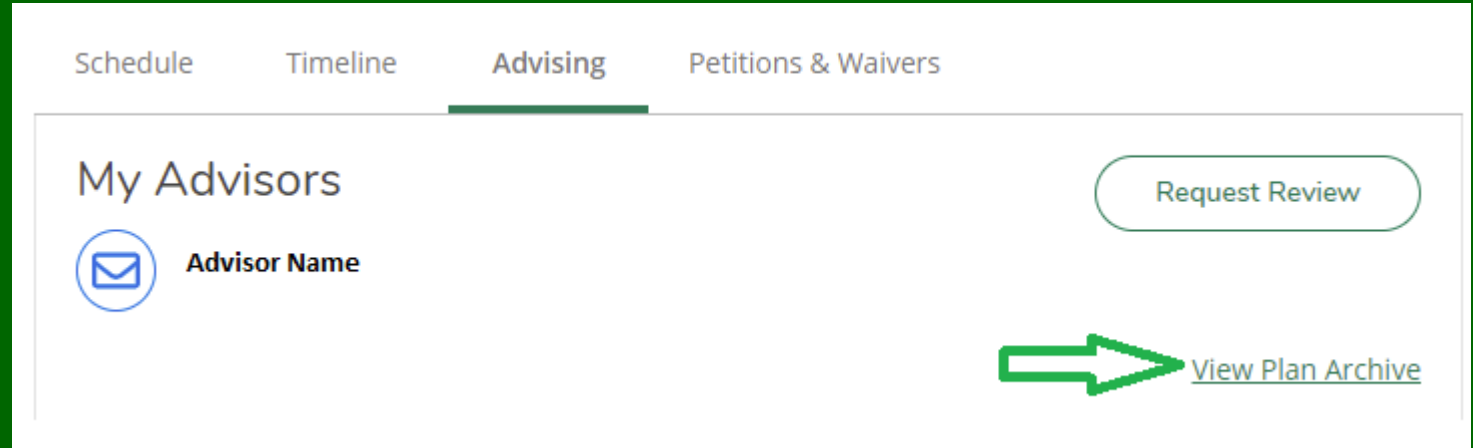 Schedule Timeline Advising Petitions & Waivers
My Advisors
Request Review
Advisor Name
View Plan Archive